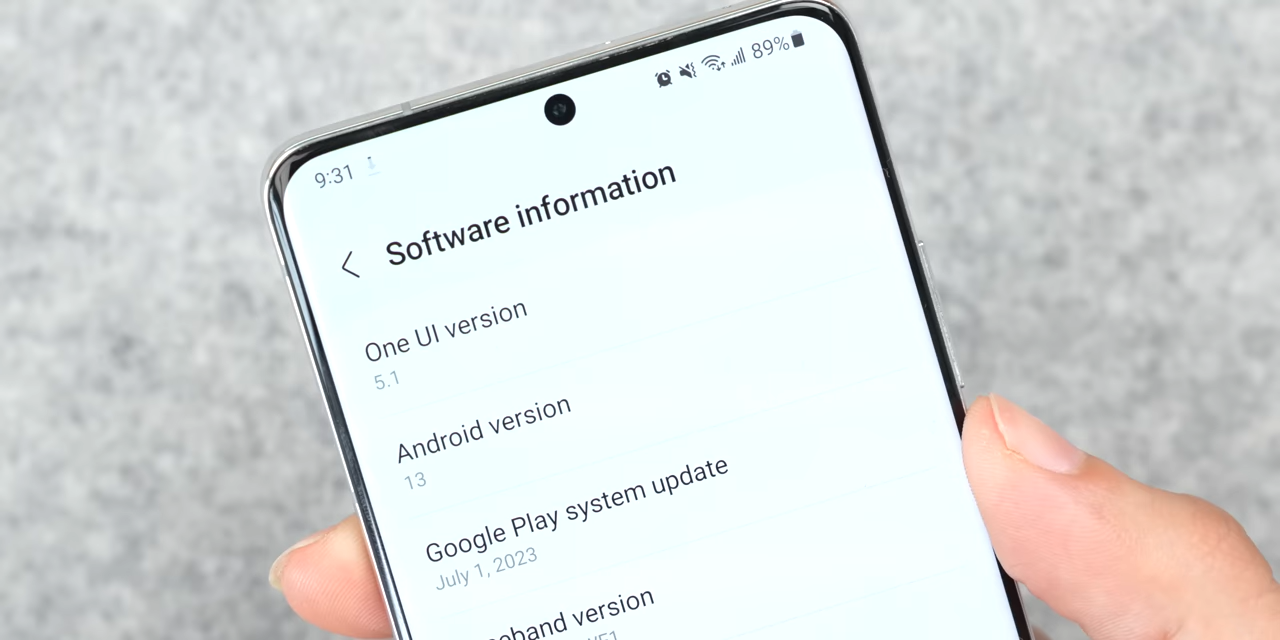 9:31
89%
Software information
One UI version
5.1
Android version
13
Google Play system update
July 1, 2023
version